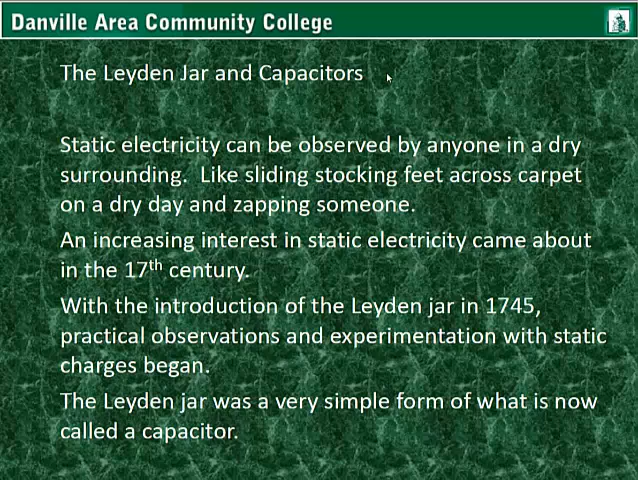 Danville Area Community College
The Leyden Jar and Capacitors
Static electricity can be observed by anyone in a dry
surrounding.  Like sliding stocking feet across carpet
on a dry day and zapping someone.
An increasing interest in static electricity came about
in the 17th century.
With the introduction of the Leyden jar in 1745,
practical observations and experimentation with static
charges began.
The Leyden jar was a very simple form of what is now
called a capacitor.